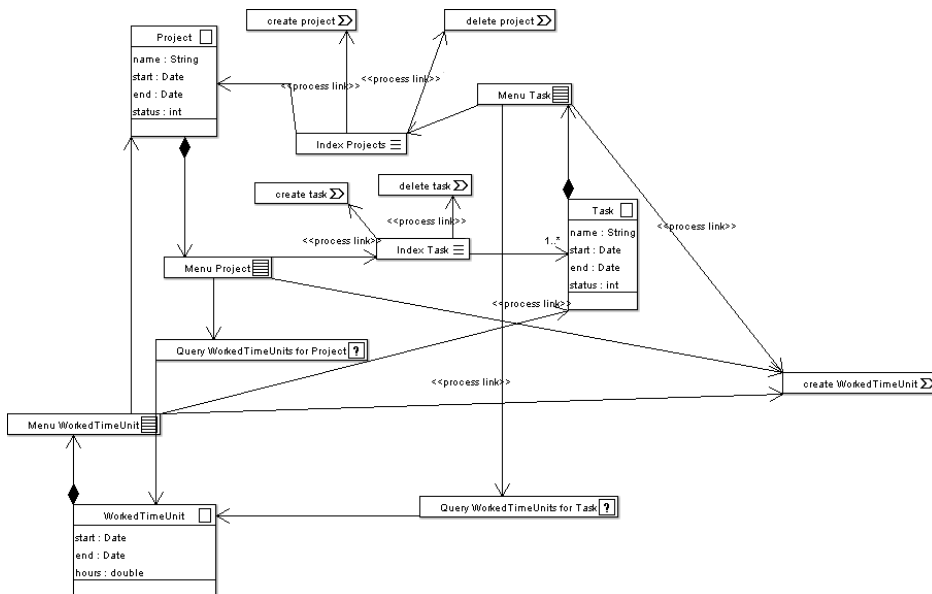 create project
delete project
Project
name : String
start : Date
end : Date
status : int
<<process link>>
<<process link>>
Menu Task
Index Projects
create task
delete task
<<process link>>
Task
name : String
start : Date
end : Date
status : int
<<process link>>
<<process link>>
Index Task
1..*
Menu Project
<<process link>>
Query WorkedTimeUnits for Project ?
<<process link>>
create WorkedTimeUnit
Menu WorkedTimeUnit
Query WorkedTimeUnits for Task ?
WorkedTimeUnit
start : Date
end : Date
hours : double